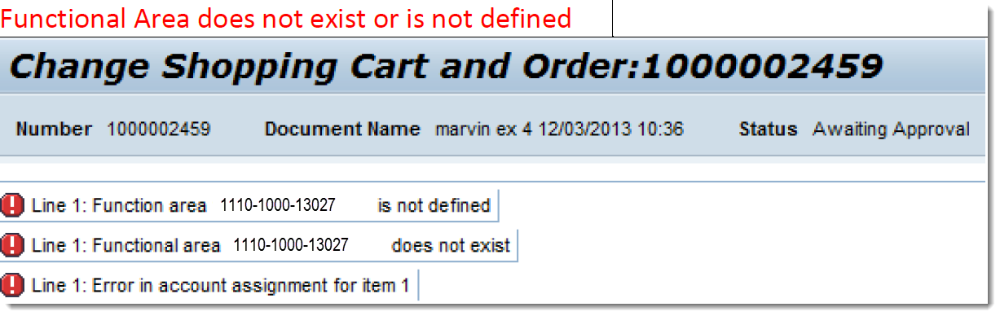 Functional Area does not exist or is not defined
Change Shopping Cart and Order:1000002459
Number 1000002459 Document Name marvin ex 4 12/03/2013 10:36 Status Awaiting Approval
Line 1: Function area 1110-1000-13027 is not defined
Line 1: Functional area 1110-1000-13027 does not exist
Line 1: Error in account assignment for item 1